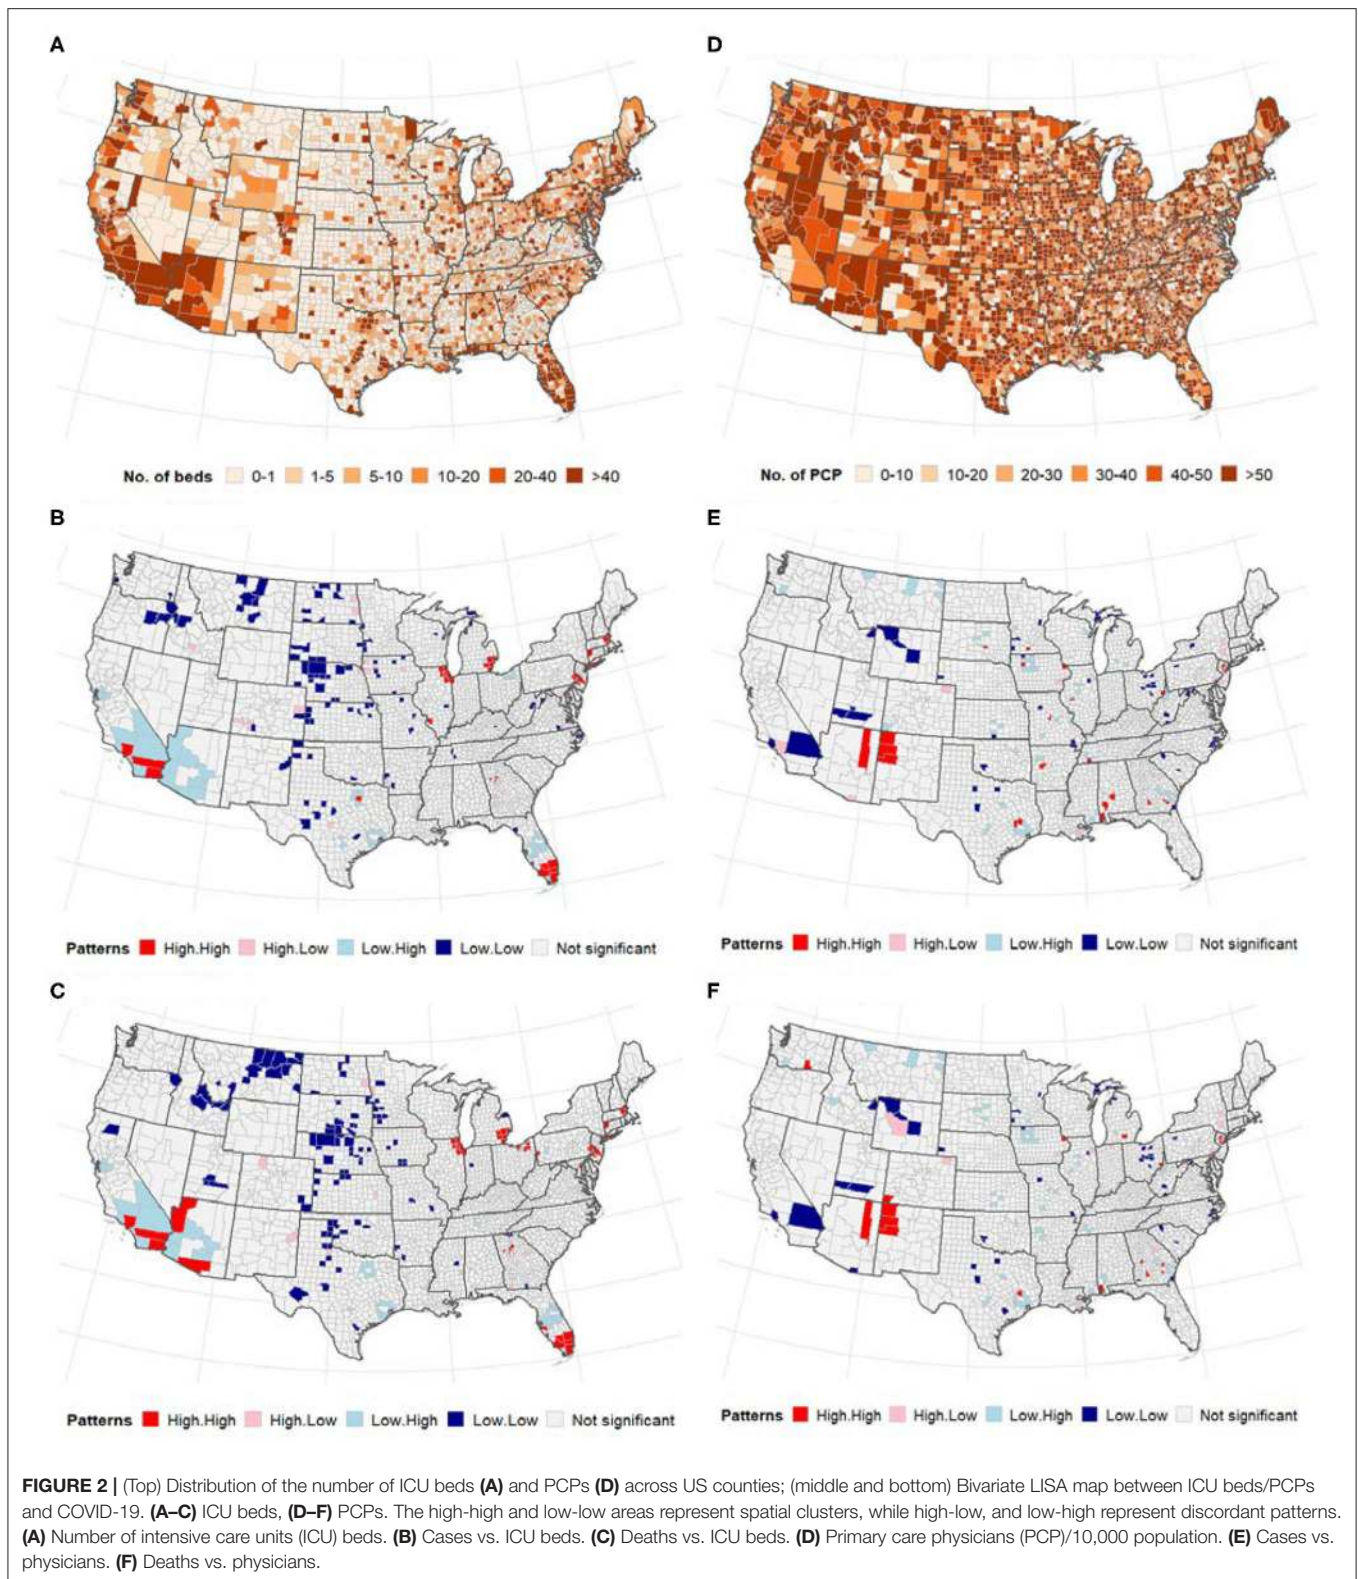 A
D
No. of beds 0-1 1-5 5-10 10-20 20-40 >40
No. of PCP 0-10 10-20 20-30 30-40 40-50 >50
B
E
Patterns High.High High.Low Low.High Low.Low Not significant
Patterns High.High High.Low Low.High Low.Low Not significant
C
F
Patterns High.High High.Low Low.High Low.Low Not significant
Patterns High.High High.Low Low.High Low.Low Not significant
FIGURE 2 | (Top) Distribution of the number of ICU beds (A) and PCPs (D) across US counties; (middle and bottom) Bivariate LISA map between ICU beds/PCPs
and COVID-19. (A–C) ICU beds, (D–F) PCPs. The high-high and low-low areas represent spatial clusters, while high-low, and low-high represent discordant patterns.
(A) Number of intensive care units (ICU) beds. (B) Cases vs. ICU beds. (C) Deaths vs. ICU beds. (D) Primary care physicians (PCP)/10,000 population. (E) Cases vs.
physicians. (F) Deaths vs. physicians.